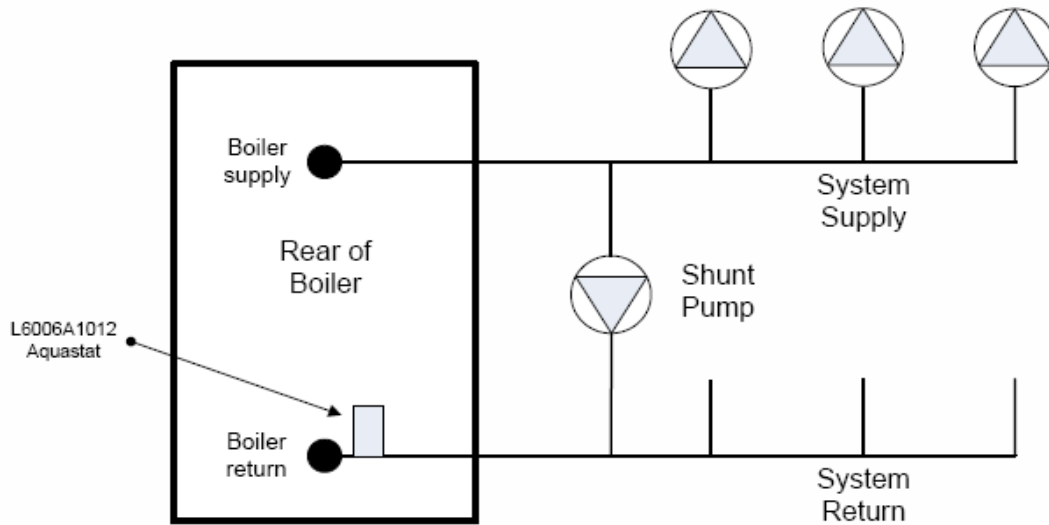 Boiler
supply
System
Supply
Rear of
Boiler
Shunt
Pump
L6006A1012
Aquastat
Boiler
return
System
Return